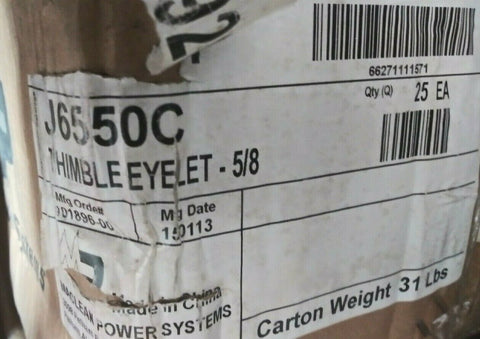 66271111571
Qty (Q) 25 EA
J6550C
THIMBLE EYELET - 5/8
Mfg Order#
Mfg Date
Made in China
MACLEAN POWER SYSTEMS
Carton Weight 31 Lbs